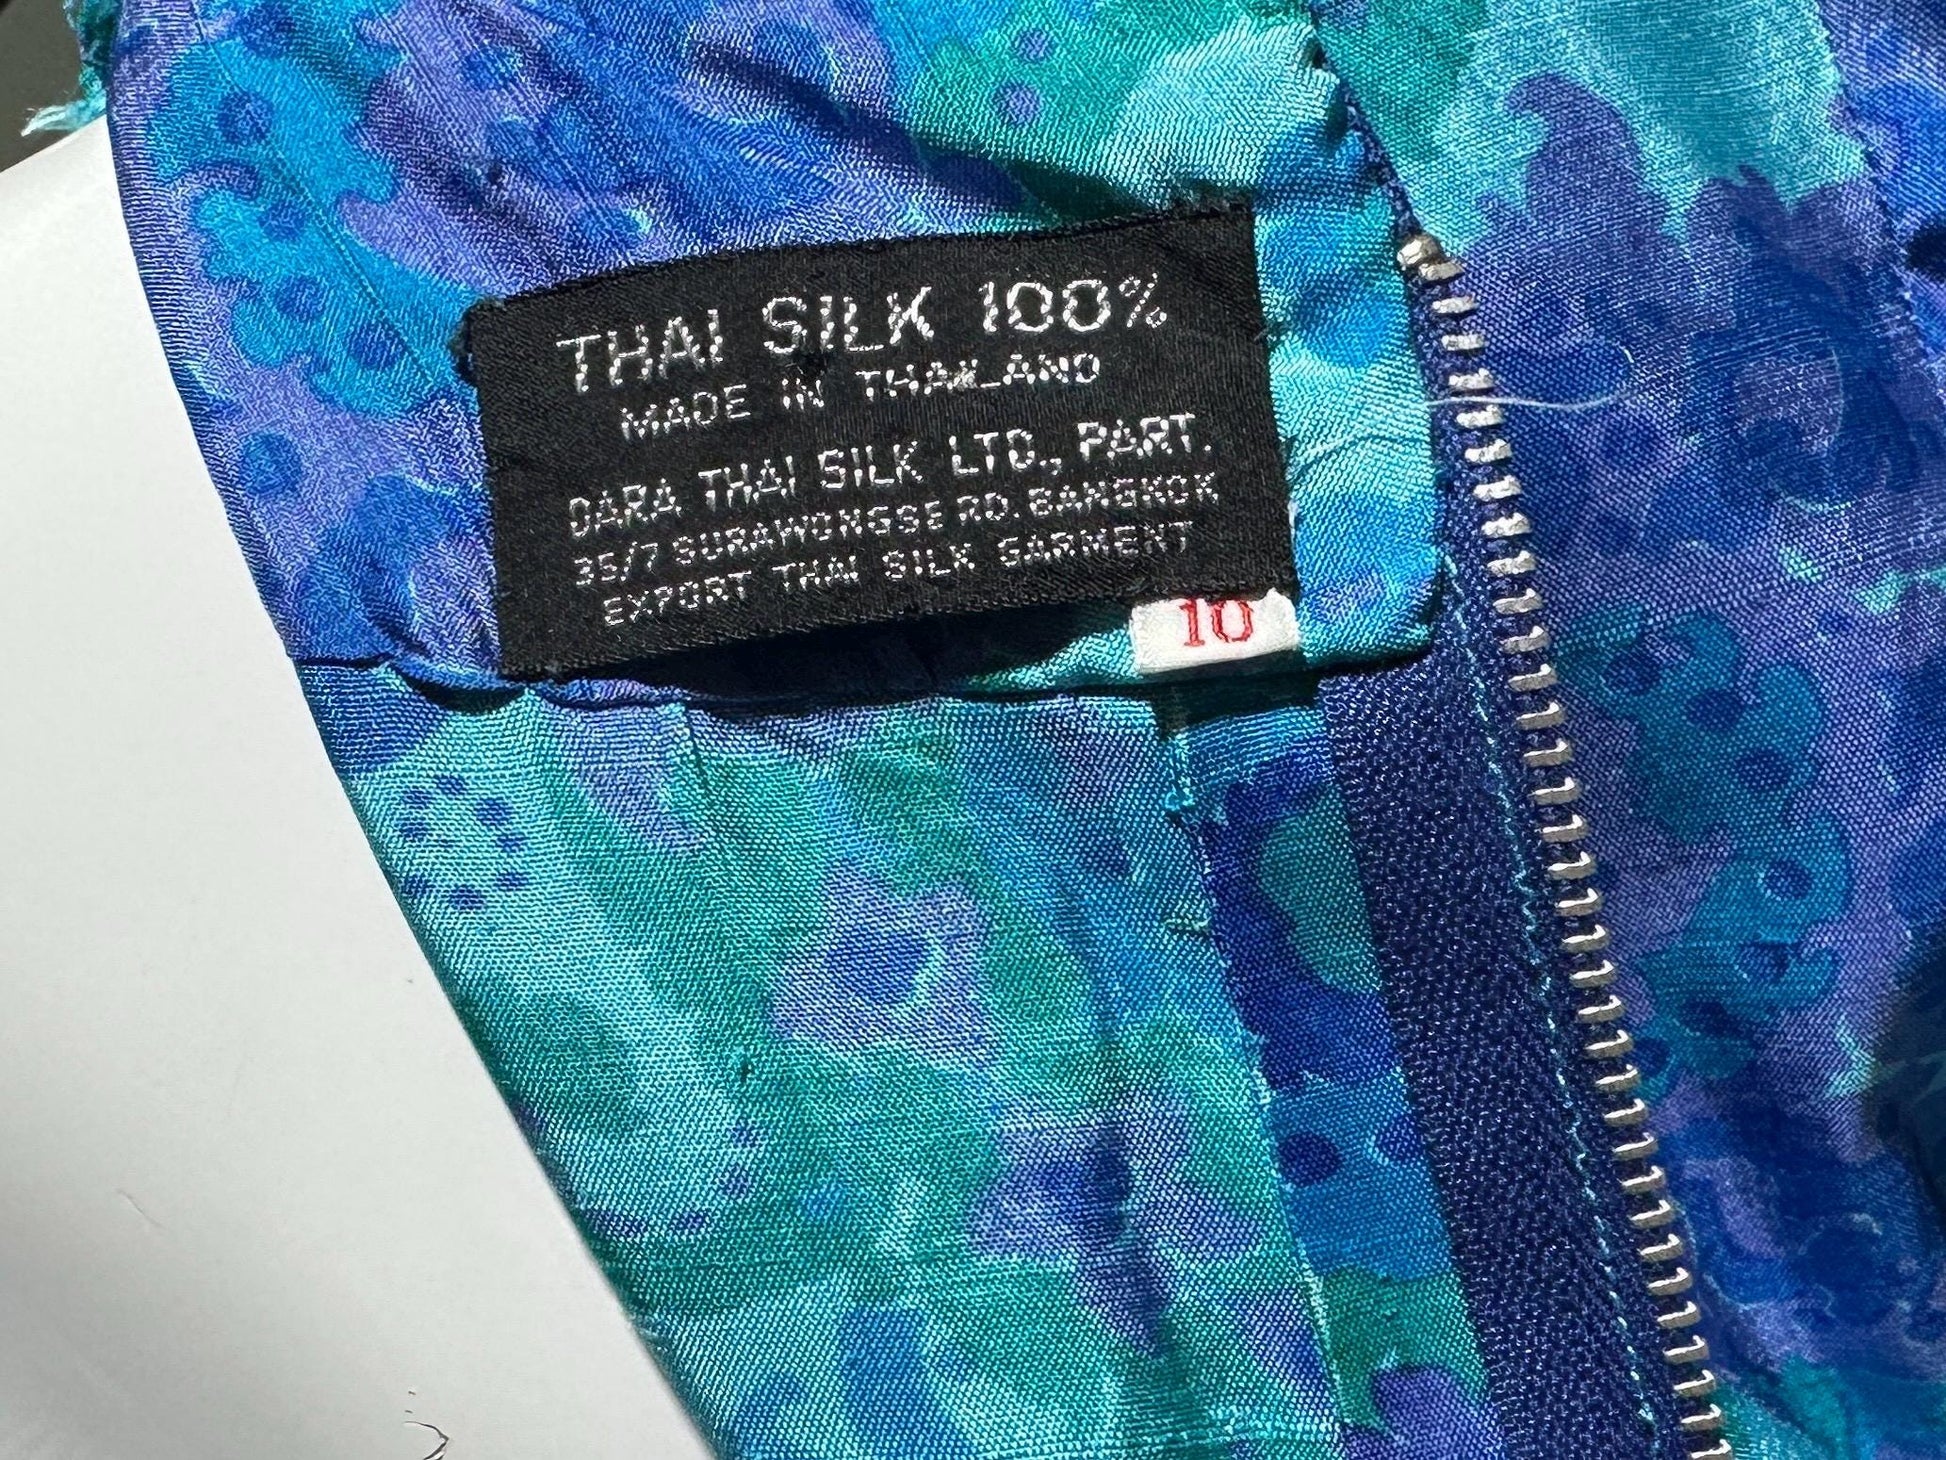 THAI SILK 100%
MADE IN THAILAND
DARA THAI SILK LTD., PART.
35/7 SURAWONGSE RD. BANGKOK
EXPORT THAI SILK GARMENT
10